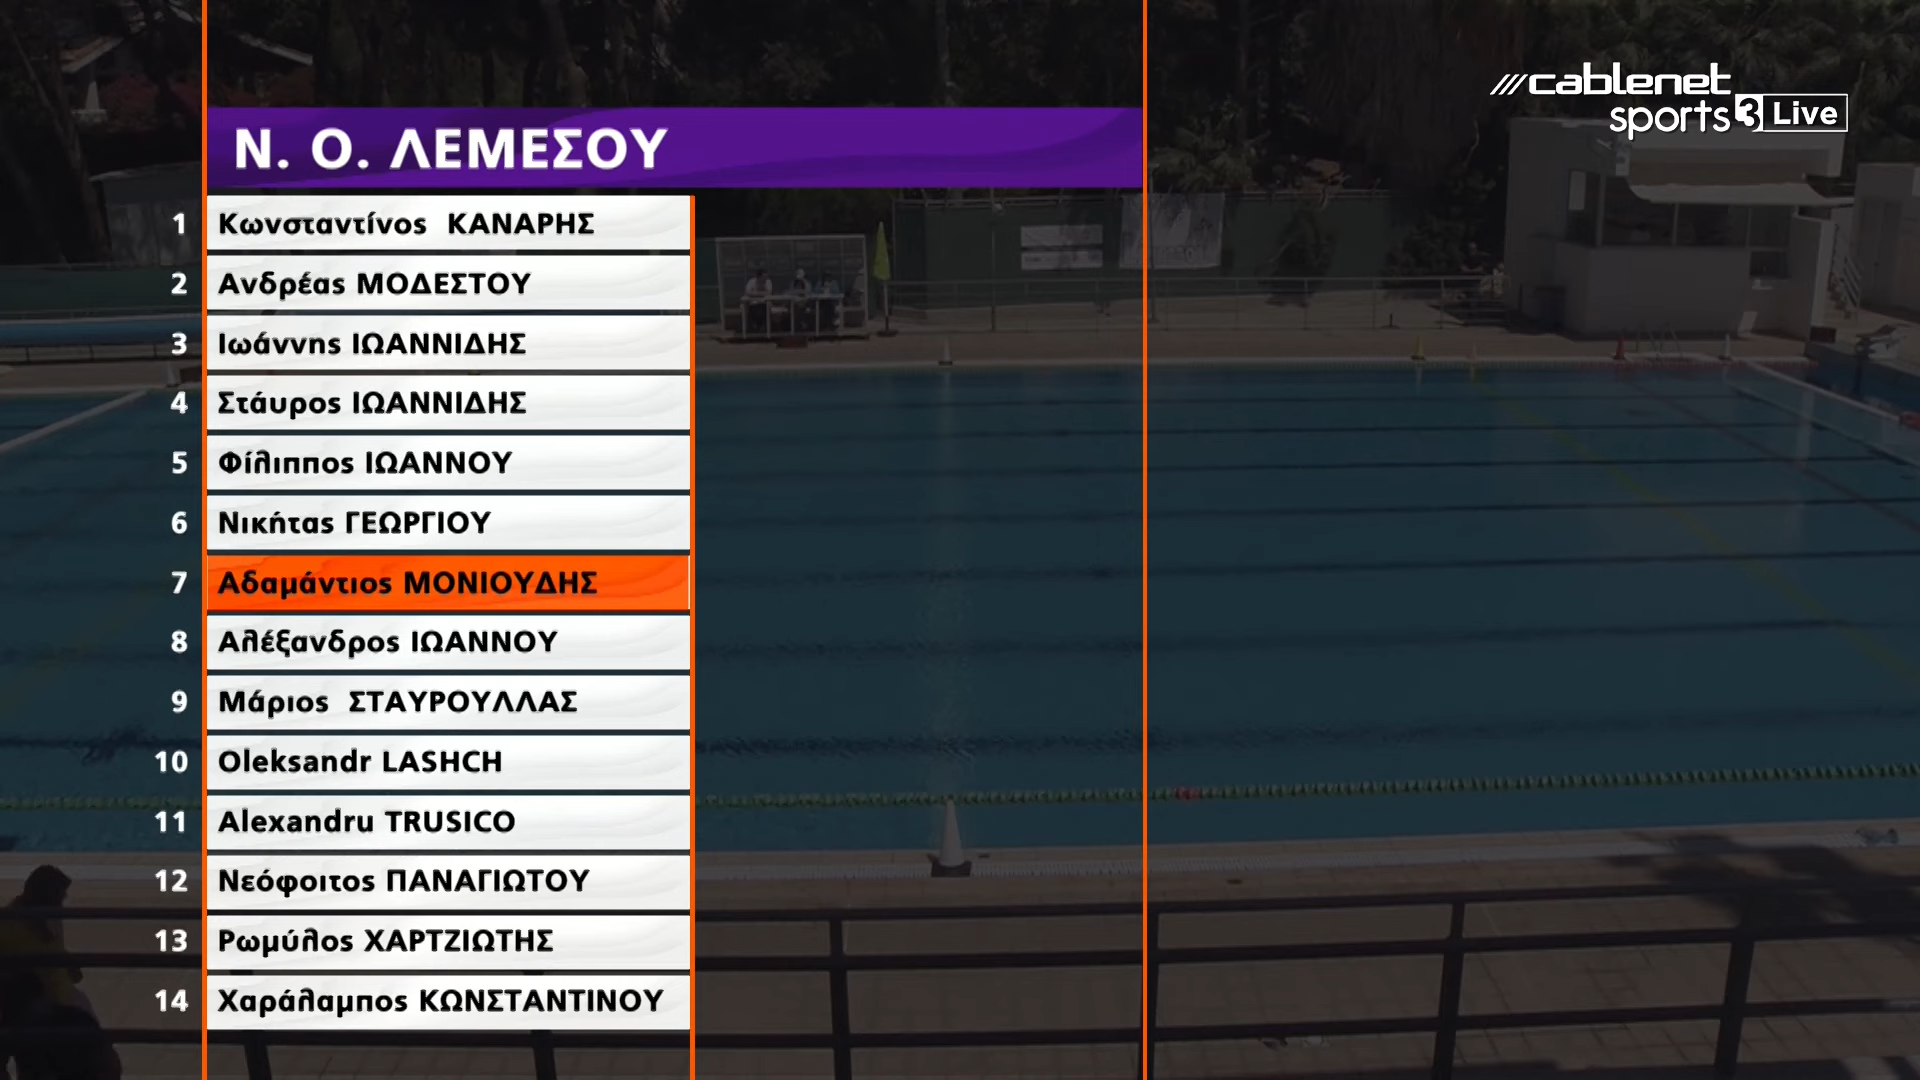 cablenet
sports 3 Live
Ν. Ο. ΛΕΜΕΣΟΥ
1 Κωνσταντίνος ΚΑΝΑΡΗΣ
2 Ανδρέας ΜΟΔΕΣΤΟΥ
3 Ιωάννης ΙΩΑΝΝΙΔΗΣ
4 Στάυρος ΙΩΑΝΝΙΔΗΣ
5 Φίλιππος ΙΩΑΝΝΟΥ
6 Νικήτας ΓΕΩΡΓΙΟΥ
7 Αδαμάντιος ΜΟΝΙΟΥΔΗΣ
8 Αλέξανδρος ΙΩΑΝΝΟΥ
9 Μάριος ΣΤΑΥΡΟΥΛΛΑΣ
10 Oleksandr LASHCH
11 Alexandru TRUSICO
12 Νεόφοιτος ΠΑΝΑΓΙΩΤΟΥ
13 Ρωμύλος ΧΑΡΤΖΙΩΤΗΣ
14 Χαράλαμπος ΚΩΝΣΤΑΝΤΙΝΟΥ